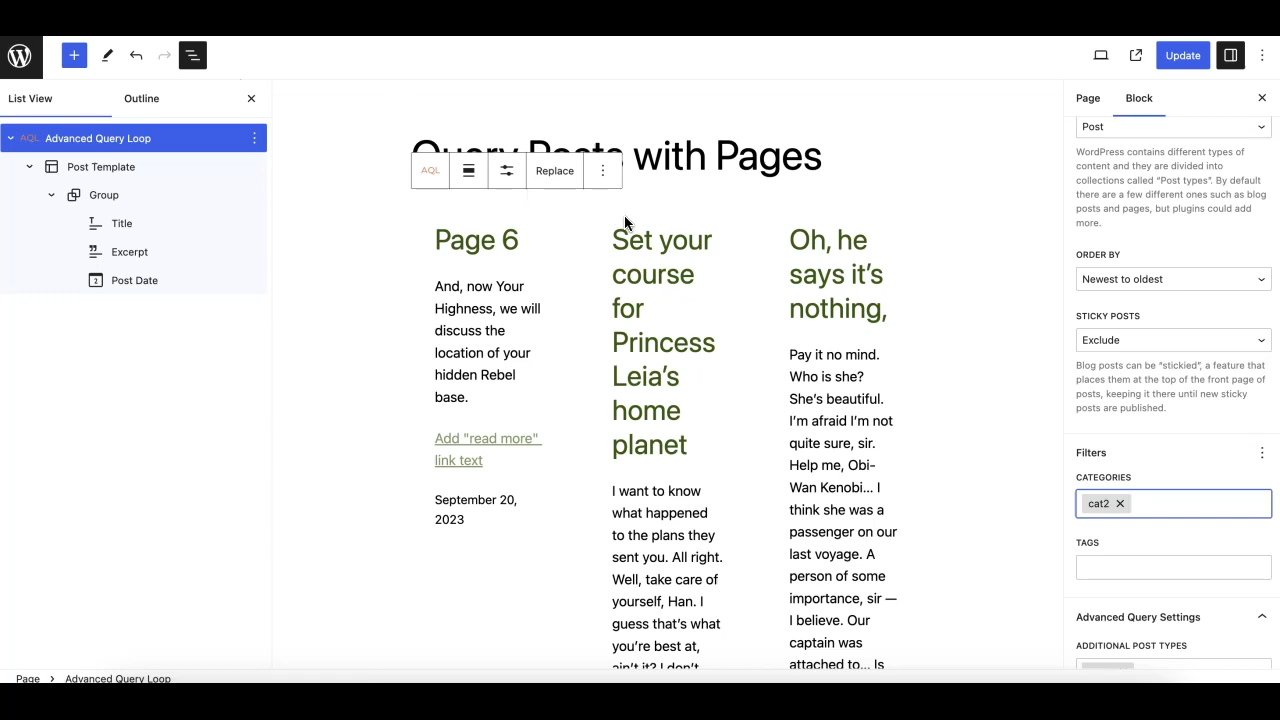 Update
List View
Outline
AQL Advanced Query Loop
Post Template
Group
Title
Excerpt
Post Date
Query Posts with Pages
AQL
Replace
Page 6
And, now Your
Highness, we will
discuss the
location of your
hidden Rebel
base.
Add "read more"
link text
September 20,
2023
Set your
course
for
Princess
Leia's
home
planet
I want to know
what happened
to the plans they
sent you. All right.
Well, take care of
yourself, Han. I
guess that's what
you're best at,
ain't it? I don't
Oh, he
says it's
nothing,
Pay it no mind.
Who is she?
She's beautiful.
I'm afraid I'm not
quite sure, sir.
Help me, Obi-
Wan Kenobi... I
think she was a
passenger on our
last voyage. A
person of some
importance, sir —
I believe. Our
captain was
attached to... Is
Page
Block
Post
WordPress contains different types of
content and they are divided into
collections called “Post types”. By default
there are a few different ones such as blog
posts and pages, but plugins could add
more.
ORDER BY
Newest to oldest
STICKY POSTS
Exclude
Blog posts can be “stickied”, a feature that
places them at the top of the front page of
posts, keeping it there until new sticky
posts are published.
Filters
CATEGORIES
cat2
TAGS
Advanced Query Settings
ADDITIONAL POST TYPES
Page > Advanced Query Loop